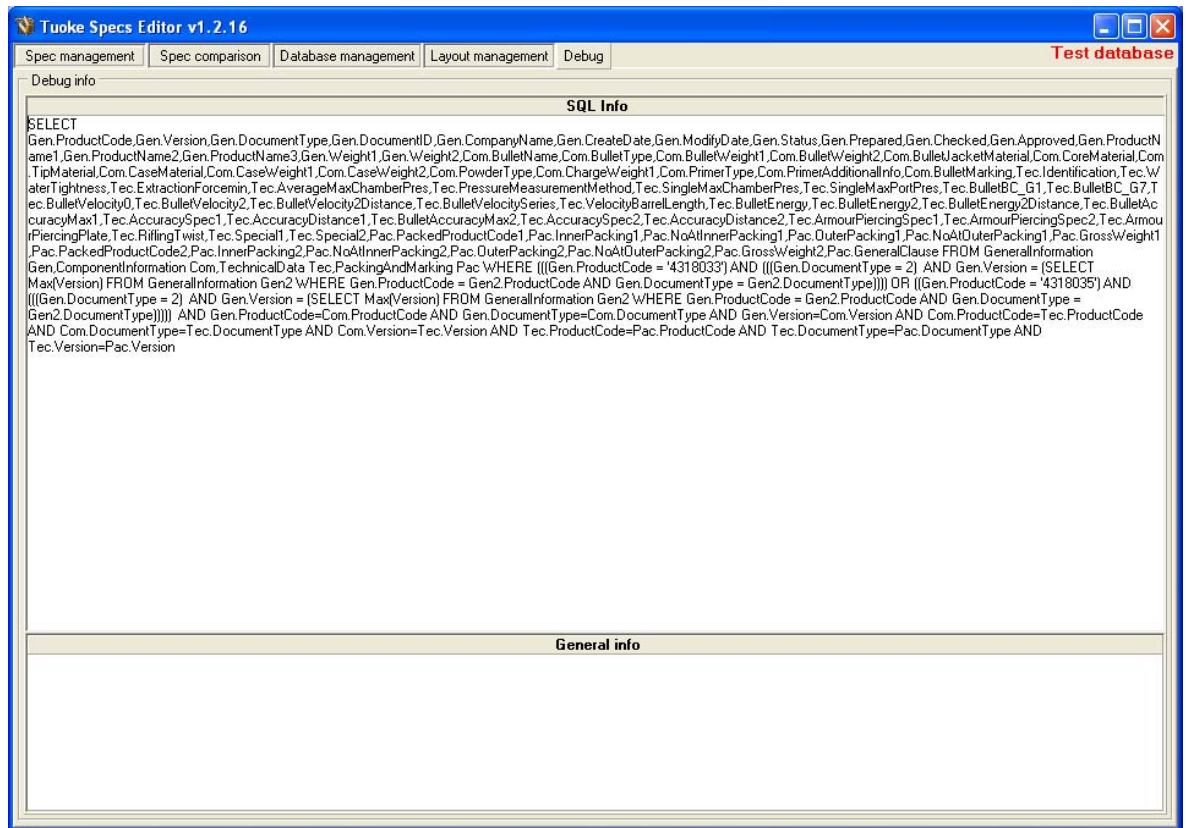 Tuoke Specs Editor v1.2.16
Spec management Spec comparison Database management Layout management Debug Test database
Debug info
SQL Info
SELECT
Gen.ProductCode,Gen.Version,Gen.DocumentType,Gen.DocumentID,Gen.CompanyName,Gen.CreateDate,Gen.ModifyDate,Gen.Status,Gen.Prepared,Gen.Checked,Gen.Approved,Gen.ProductN
ame1,Gen.ProductName2,Gen.ProductName3,Gen.Weight1,Gen.Weight2,Com.BulletName,Com.BulletType,Com.BulletWeight1,Com.BulletWeight2,Com.BulletJacketMaterial,Com.CoreMaterial,Com
.TipMaterial,Com.CaseMaterial,Com.CaseWeight1,Com.CaseWeight2,Com.PowderType,Com.ChargeWeight1,Com.PrimerType,Com.PrimerAdditionalInfo,Com.BulletMarking,Tec.Identification,Tec.W
aterTightness,Tec.ExtractionForcemin,Tec.AverageMaxChamberPres,Tec.PressureMeasurementMethod,Tec.SingleMaxChamberPres,Tec.SingleMaxPortPres,Tec.BulletBC_G1,Tec.BulletBC_G7,T
ec.BulletVelocity0,Tec.BulletVelocity2,Tec.BulletVelocity2Distance,Tec.BulletVelocitySeries,Tec.VelocityBarrelLength,Tec.BulletEnergy,Tec.BulletEnergy2,Tec.BulletEnergy2Distance,Tec.BulletAc
curacyMax1,Tec.AccuracySpec1,Tec.AccuracyDistance1,Tec.BulletAccuracyMax2,Tec.AccuracySpec2,Tec.AccuracyDistance2,Tec.ArmourPiercingSpec1,Tec.ArmourPiercingSpec2,Tec.Armou
rPiercingPlate,Tec.RiflingTwist,Tec.Special1,Tec.Special2,Pac.PackedProductCode1,Pac.InnerPacking1,Pac.NoAtInnerPacking1,Pac.OuterPacking1,Pac.NoAtOuterPacking1,Pac.GrossWeight1
,Pac.PackedProductCode2,Pac.InnerPacking2,Pac.NoAtInnerPacking2,Pac.OuterPacking2,Pac.NoAtOuterPacking2,Pac.GrossWeight2,Pac.GeneralClause FROM GeneralInformation
Gen,ComponentInformation Com,TechnicalData Tec,PackingAndMarking Pac WHERE (((Gen.ProductCode = '4318033') AND (((Gen.DocumentType = 2) AND Gen.Version = (SELECT
Max(Version) FROM GeneralInformation Gen2 WHERE Gen.ProductCode = Gen2.ProductCode AND Gen.DocumentType = Gen2.DocumentType)))) OR ((Gen.ProductCode = '4318035') AND
(((Gen.DocumentType = 2) AND Gen.Version = (SELECT Max(Version) FROM GeneralInformation Gen2 WHERE Gen.ProductCode = Gen2.ProductCode AND Gen.DocumentType =
Gen2.DocumentType))))) AND Gen.ProductCode=Com.ProductCode AND Gen.DocumentType=Com.DocumentType AND Gen.Version=Com.Version AND Com.ProductCode=Tec.ProductCode
AND Com.DocumentType=Tec.DocumentType AND Com.Version=Tec.Version AND Tec.ProductCode=Pac.ProductCode AND Tec.DocumentType=Pac.DocumentType AND
Tec.Version=Pac.Version
General info